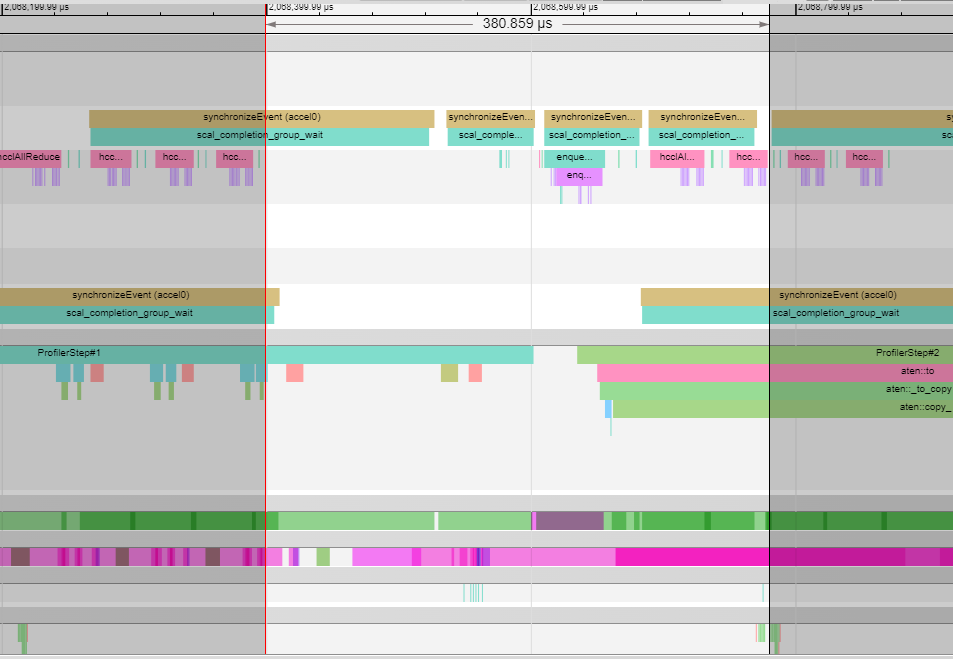 2,068,199.99 µs 2,068,399.99 µs 2,068,599.99 µs 2,068,799.99 µs
380.859 µs
synchronizeEvent (accel0) synchronizeEven... synchronizeEven... synchronizeEven... sy
scal_completion_group_wait scal_comple... scal_completion_... scal_completion_... sca
hcclAllReduce hcc... hcc... hcc... enque... hcclAl... hcc... hcc... hcc...
enq...
synchronizeEvent (accel0) synchronizeEvent (accel0)
scal_completion_group_wait scal_completion_group_wait
ProfilerStep#1 ProfilerStep#2
aten::to
aten::_to_copy
aten::copy_